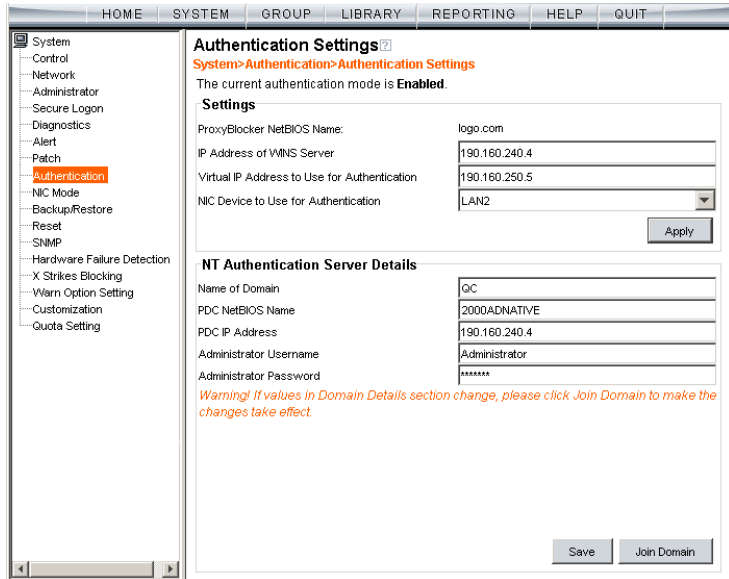 HOME SYSTEM GROUP LIBRARY REPORTING HELP QUIT
System
Control
Network
Administrator
Secure Logon
Diagnostics
Alert
Patch
Authentication
NIC Mode
Backup/Restore
Reset
SNMP
Hardware Failure Detection
X Strikes Blocking
Warn Option Setting
Customization
Quota Setting
Authentication Settings ?
System>Authentication>Authentication Settings
The current authentication mode is Enabled.
Settings
ProxyBlocker NetBIOS Name: logo.com
IP Address of WINS Server 190.160.240.4
Virtual IP Address to Use for Authentication 190.160.250.5
NIC Device to Use for Authentication LAN2
Apply
NT Authentication Server Details
Name of Domain QC
PDC NetBIOS Name 2000ADNATIVE
PDC IP Address 190.160.240.4
Administrator Username Administrator
Administrator Password *******
Warning! If values in Domain Details section change, please click Join Domain to make the
changes take effect.
Save Join Domain